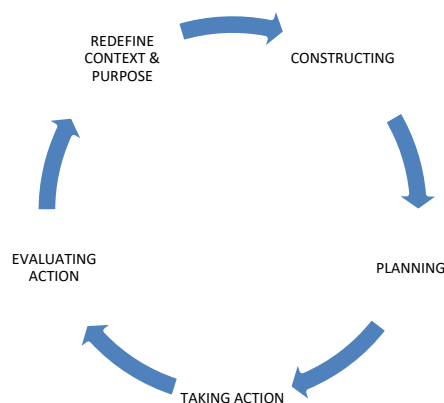 REDEFINE
CONTEXT &
PURPOSE
CONSTRUCTING
PLANNING
TAKING ACTION
EVALUATING
ACTION